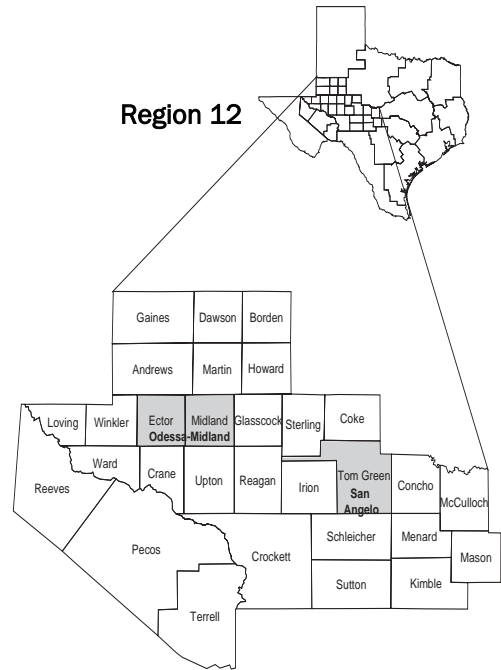 Region 12
Gaines Dawson Borden
Andrews Martin Howard
Loving Winkler Ector Midland Glasscock Sterling Coke
Odessa-Midland
Ward Crane Upton Reagan Irion Tom Green Concho McCulloch
San
Angelo
Reeves
Pecos Crockett Schleicher Menard Mason
Sutton Kimble
Terrell